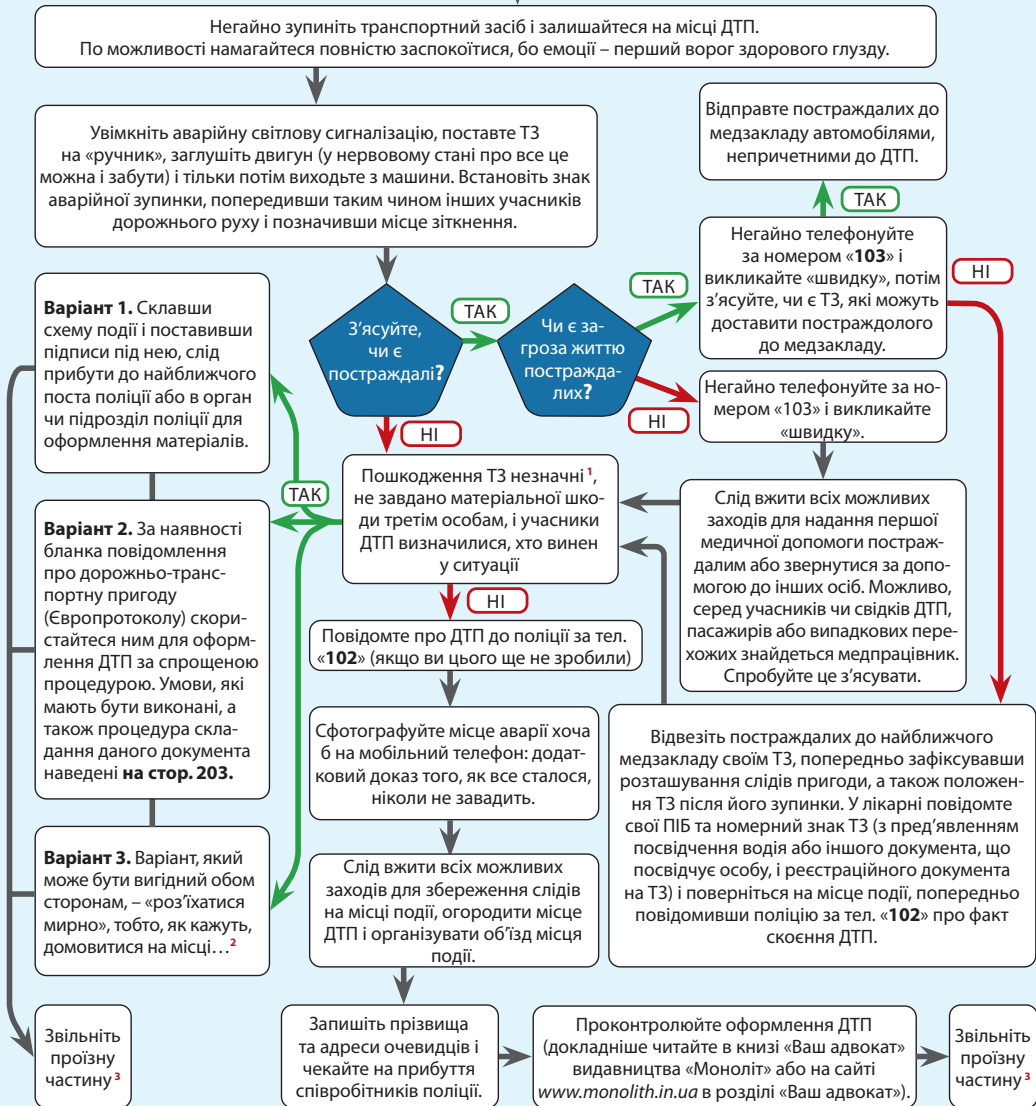 Негайно зупиніть транспортний засіб і залишайтеся на місці ДТП.
По можливості намагайтеся повністю заспокоїтися, бо емоції – перший ворог здорового глузду.
Увімкніть аварійну світлову сигналізацію, поставте ТЗ
на «ручник», заглушіть двигун (у нервовому стані про все це
можна і забути) і тільки потім виходьте з машини. Встановіть знак
аварійної зупинки, попередивши таким чином інших учасників
дорожнього руху і позначивши місце зіткнення.
Відправте постраждалих до
медзакладу автомобілями,
непричетними до ДТП.
ТАК
Негайно телефонуйте
за номером «103» і
викликайте «швидку», потім
з’ясуйте, чи є ТЗ, які можуть
доставити постраждолого
до медзакладу.
НІ
З’ясуйте,
чи є
постраждалі?
ТАК
Чи є за-
гроза життю
постражда-
лих?
ТАК
НІ
НІ
Негайно телефонуйте за но-
мером «103» і викликайте
«швидку».
Варіант 1. Склавши
схему події і поставивши
підписи під нею, слід
прибути до найближчого
поста поліції або в орган
чи підрозділ поліції для
оформлення матеріалів.
ТАК
Пошкодження ТЗ незначні 1,
не завдано матеріальної шко-
ди третім особам, і учасники
ДТП визначилися, хто винен
у ситуації
НІ
Слід вжити всіх можливих
заходів для надання першої
медичної допомоги постраж-
далим або звернутися за допо-
могою до інших осіб. Можливо,
серед учасників чи свідків ДТП,
пасажирів або випадкових пере-
хожих знайдеться медпрацівник.
Спробуйте це з’ясувати.
Варіант 2. За наявності
бланка повідомлення
про дорожньо-транс-
портну пригоду
(Європротоколу) скори-
стайтеся ним для оформ-
лення ДТП за спрощеною
процедурою. Умови, які
мають бути виконані, а
також процедура скла-
дання даного документа
наведені на стор. 203.
Повідомте про ДТП до поліції за тел.
«102» (якщо ви цього ще не зробили)
Сфотографуйте місце аварії хоча
б на мобільний телефон: додат-
ковий доказ того, як все сталося,
ніколи не завадить.
Відвезіть постраждалих до найближчого
медзакладу своїм ТЗ, попередньо зафіксувавши
розташування слідів пригоди, а також положен-
ня ТЗ після його зупинки. У лікарні повідомте
свої ПІБ та номерний знак ТЗ (з пред’явленням
посвідчення водія або іншого документа, що
посвідчує особу, і реєстраційного документа
на ТЗ) і поверніться на місце події, попередньо
повідомивши поліцію за тел. «102» про факт
скоєння ДТП.
Варіант 3. Варіант, який
може бути вигідний обом
сторонам, – «роз’їхатися
мирно», тобто, як кажуть,
домовитися на місці…2
Слід вжити всіх можливих
заходів для збереження слідів
на місці події, огородити місце
ДТП і організувати об’їзд місця
події.
Звільніть
проїзну
частину 3
Запишіть прізвища
та адреси очевидців і
чекайте на прибуття
співробітників поліції.
Проконтролюйте оформлення ДТП
(докладніше читайте в книзі «Ваш адвокат»
видавництва «Моноліт» або на сайті
www.monolith.in.ua в розділі «Ваш адвокат»).
Звільніть
проїзну
частину 3